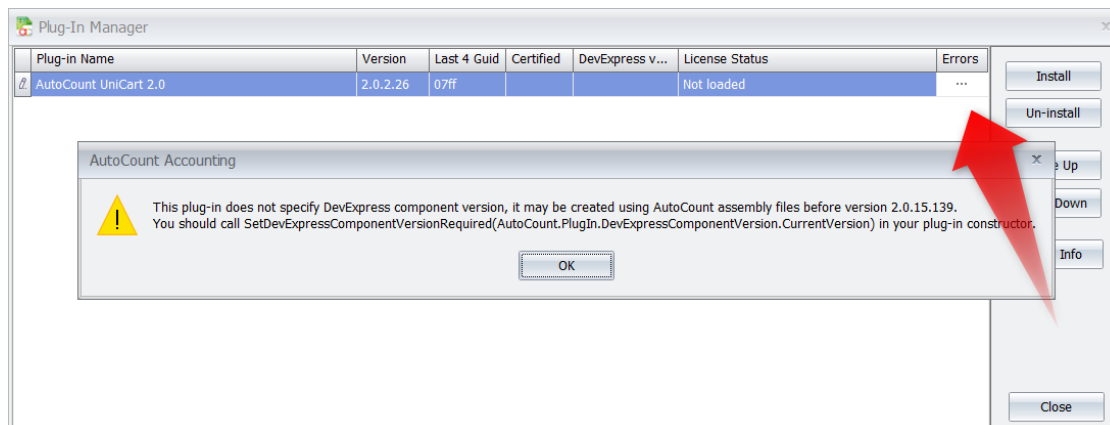 Plug-In Manager
Plug-in Name Version Last 4 Guid Certified DevExpress v... License Status Errors
AutoCount UniCart 2.0 2.0.2.26 07ff Not loaded ...
Install
Un-install
AutoCount Accounting
e Up
This plug-in does not specify DevExpress component version, it may be created using AutoCount assembly files before version 2.0.15.139.
You should call SetDevExpressComponentVersionRequired(AutoCount.PlugIn.DevExpressComponentVersion.CurrentVersion) in your plug-in constructor.
Down
OK
Info
Close